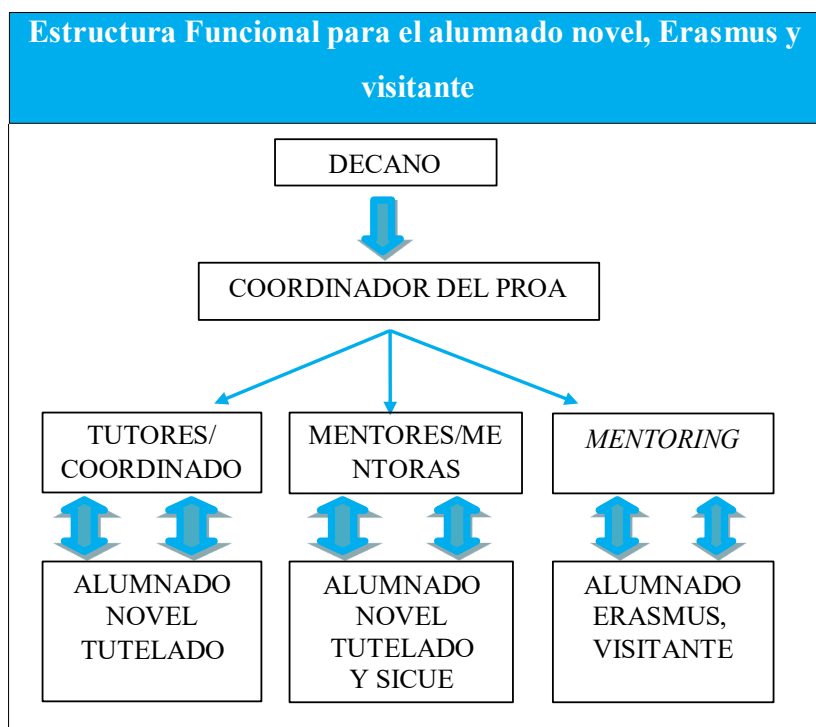 Estructura Funcional para el alumnado novel, Erasmus y
visitante
DECANO
COORDINADOR DEL PROA
TUTORES/
COORDINADO
MENTORES/ME
NTORAS
MENTORING
ALUMNADO
NOVEL
TUTELADO
ALUMNADO
NOVEL
TUTELADO
Y SICUE
ALUMNADO
ERASMUS,
VISITANTE